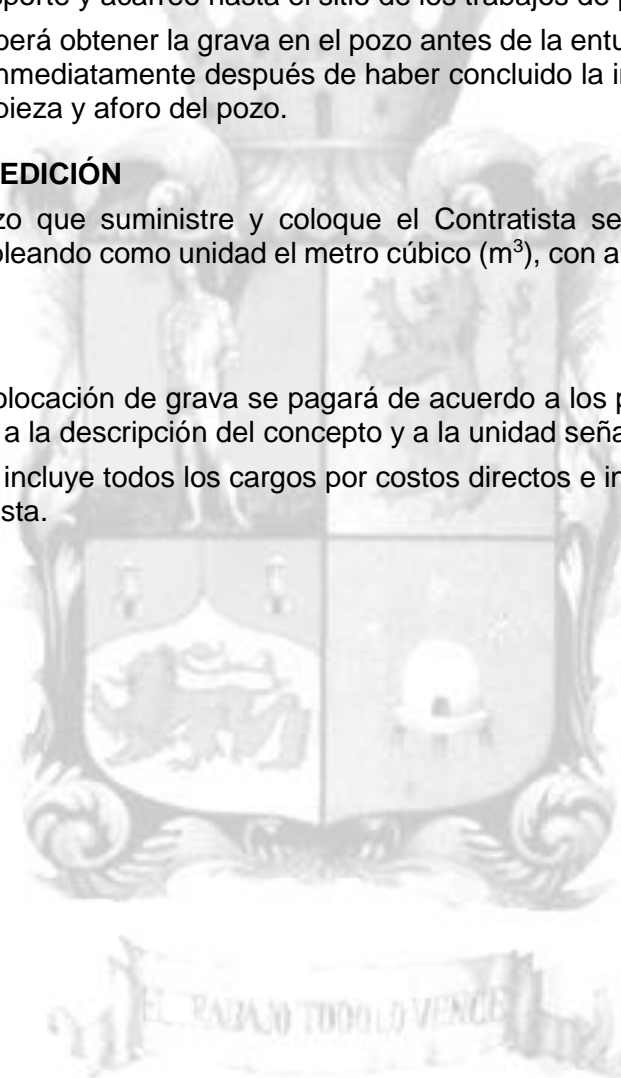 sporte y acarreo hasta el sitio de los trabajos de p
berá obtener la grava en el pozo antes de la entu
nmediatamente después de haber concluido la i
pieza y aforo del pozo.
EDICIÓN
zo que suministre y coloque el Contratista se
pleando como unidad el metro cúbico (m³), con a
olocación de grava se pagará de acuerdo a los p
a la descripción del concepto y a la unidad seña
incluye todos los cargos por costos directos e in
sta.
EL RABAJO TODO LO VENCE